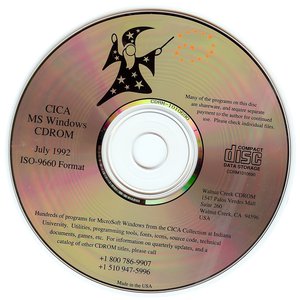 CICA
MS Windows
CDROM
July 1992
ISO-9660 Format
Many of the programs on this disc
are shareware, and require separate
payment to the author for continued
use. Please check individual files.
COMPACT
disc
DATA STORAGE
CDRM1010690
Walnut Creek CDROM
1547 Palos Verdes Mall
Suite 260
Walnut Creek, CA 94596
USA
Hundreds of programs for MicroSoft Windows from the CICA Collection at Indiana
University. Utilities, programming tools, fonts, icons, source code, technical
documents, games, etc. For information on quarterly updates, and a
catalog of other CDROM titles, please call
+1 800 786-9907
+1 510 947-5996
Made in the USA